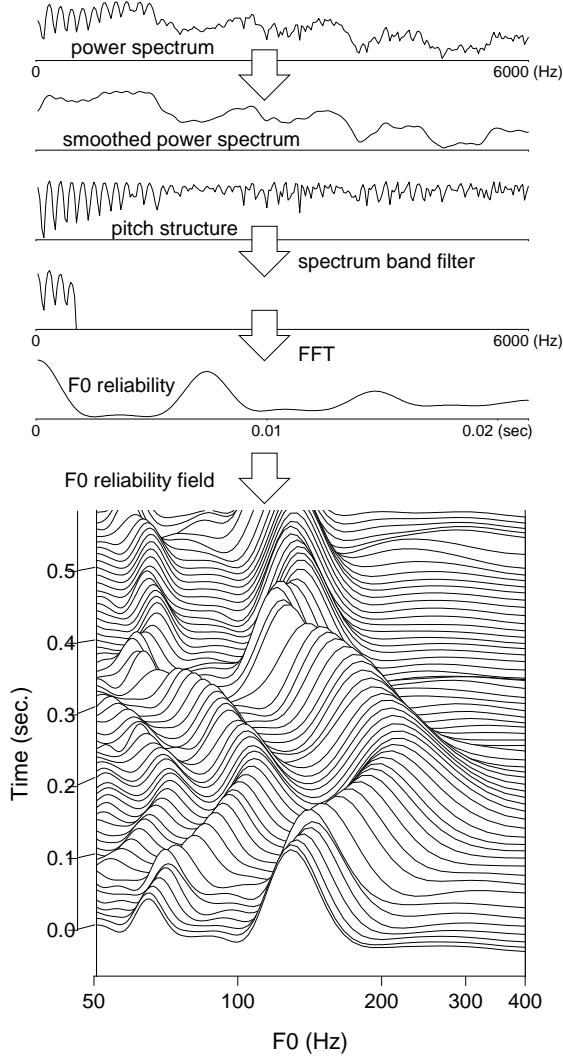 power spectrum
0 6000 (Hz)
smoothed power spectrum
pitch structure
spectrum band filter
0 6000 (Hz)
FFT
F0 reliability
0 0.01 0.02 (sec)
F0 reliability field
0.5
0.4
0.3
0.2
0.1
0.0
Time (sec.)
50 100 200 300 400
F0 (Hz)